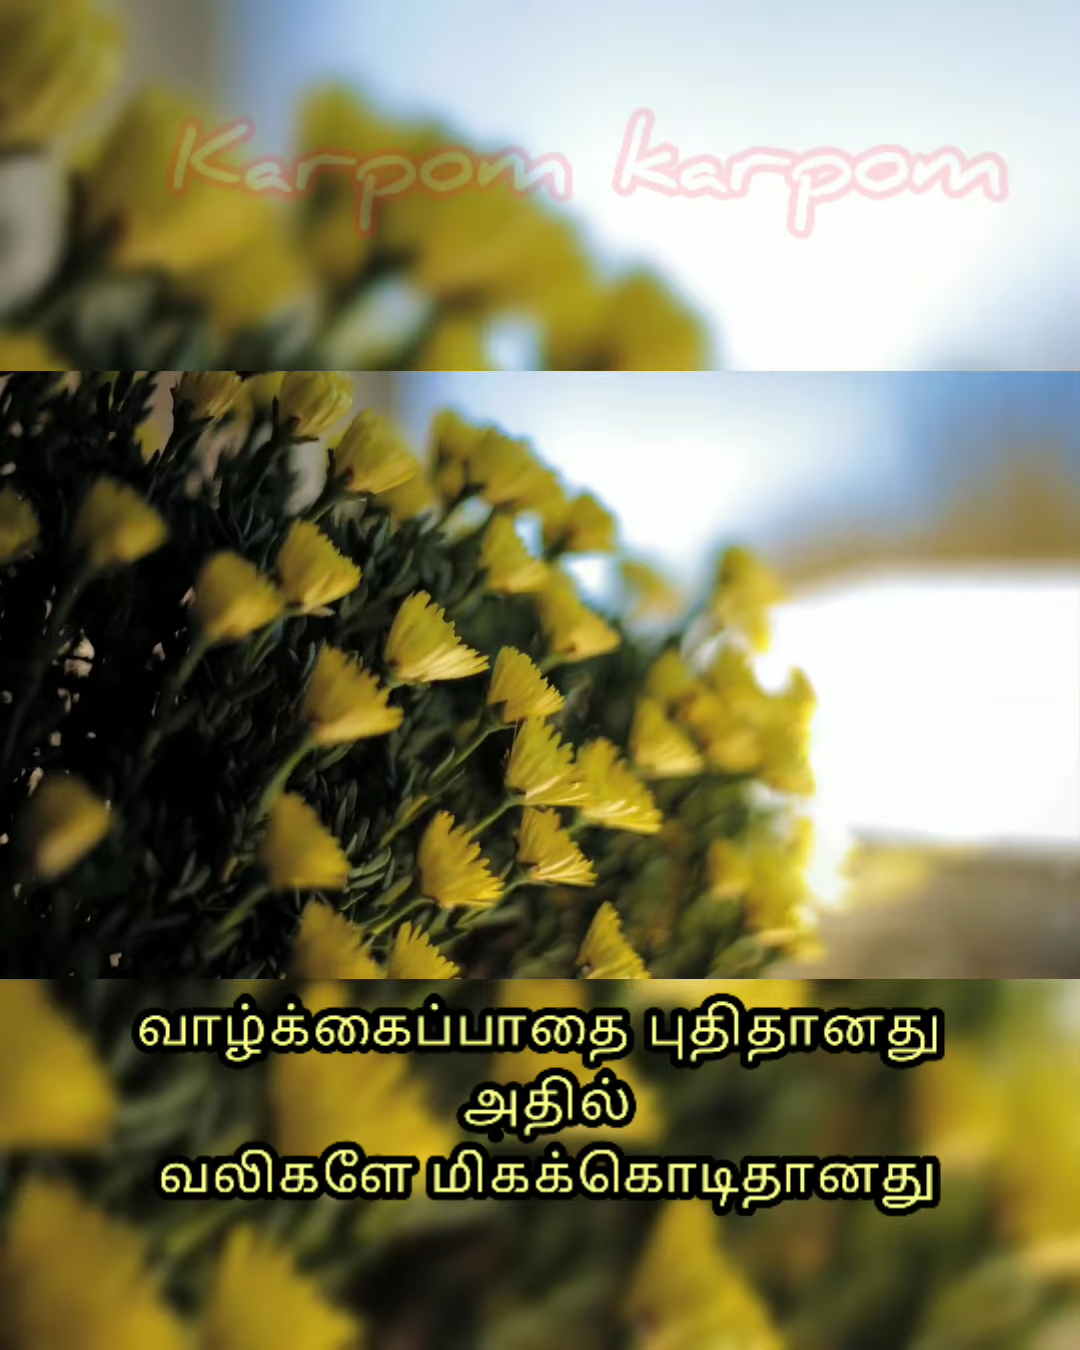 Karpom karpom
வாழ்க்கைப்பாதை புதிதானது
அதில்
வலிகளே மிகக்கொடிதானது